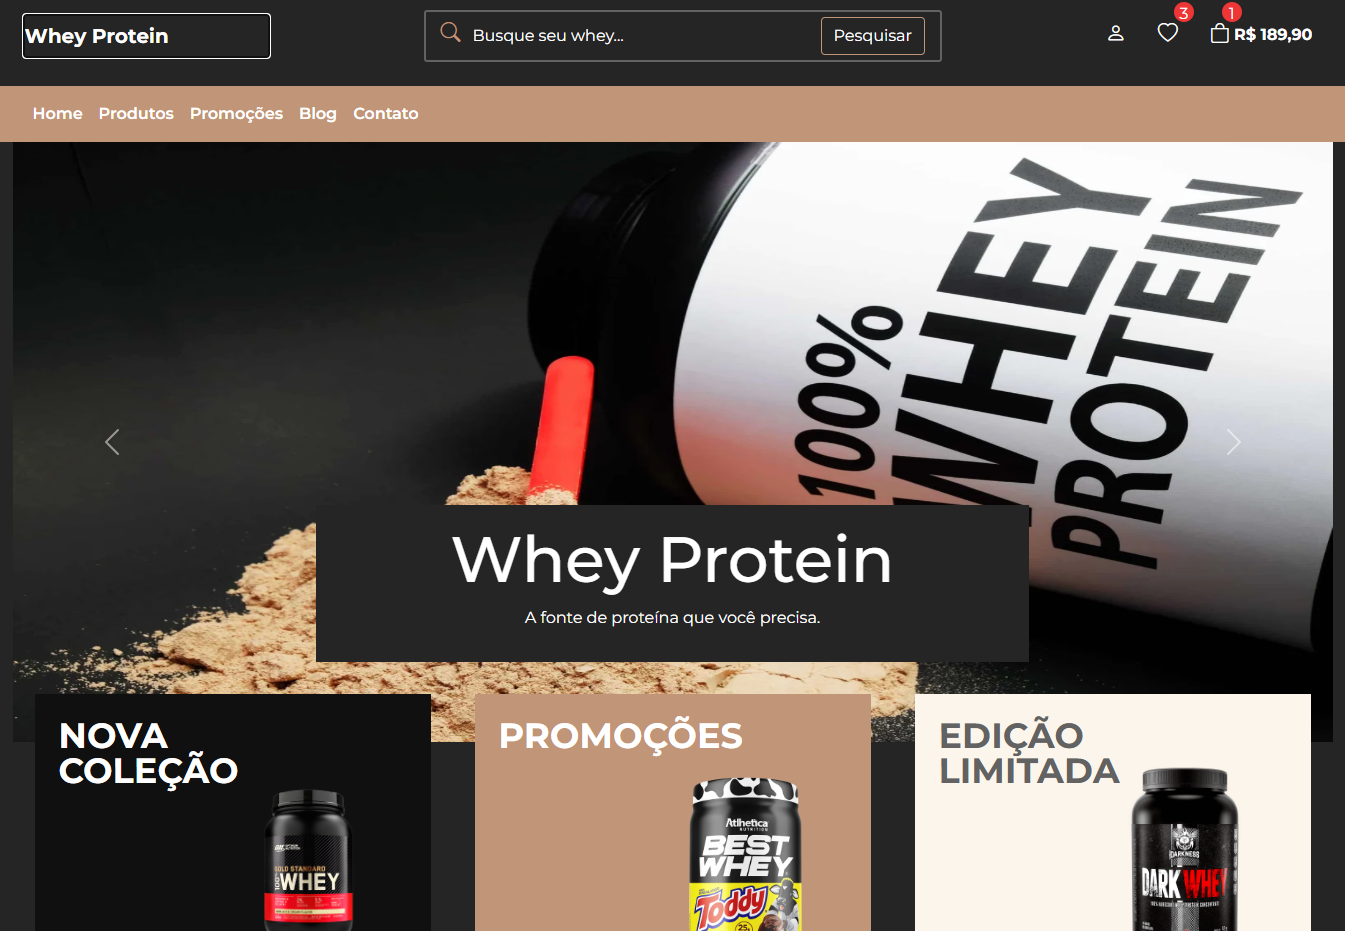 Whey Protein
Busque seu whey...
Pesquisar
3
1
R$ 189,90
Home Produtos Promoções Blog Contato
100%
WHEY
PROTEIN
Whey Protein
A fonte de proteína que você precisa.
NOVA
COLEÇÃO
PROMOÇÕES
EDIÇÃO
LIMITADA
ON
GOLD STANDARD
100% WHEY
Atlhetica
NUTRITION
BEST
WHEY
Toddy
25g
DARKNESS
DARK WHEY